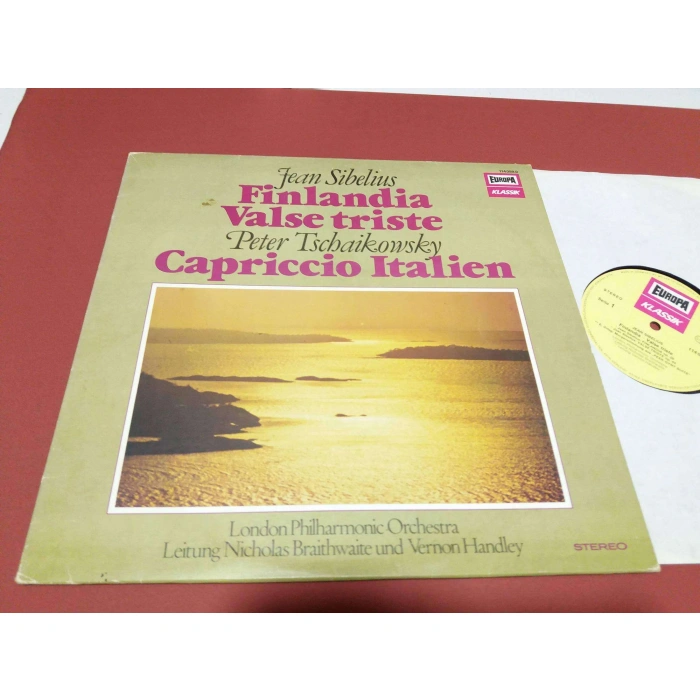 Jean Sibelius
Finlandia
Valse triste
Peter Tschaikowsky
Capriccio Italien
EUROPA
KLASSIK
London Philharmonic Orchestra
Leitung Nicholas Braithwaite und Vernon Handley
STEREO
STEREO
EUROPA
KLASSIK